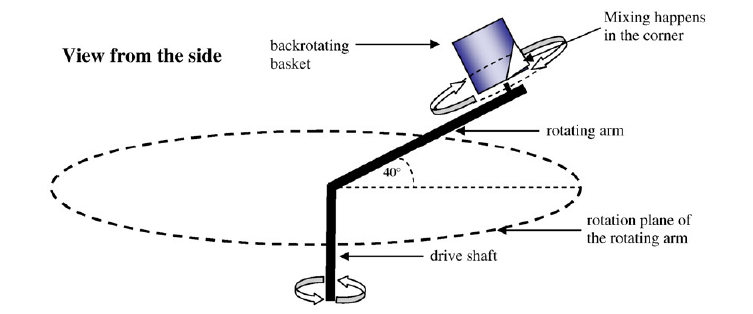 Mixing happens
in the corner
View from the side
backrotating
basket
rotating arm
40°
rotation plane of
the rotating arm
drive shaft